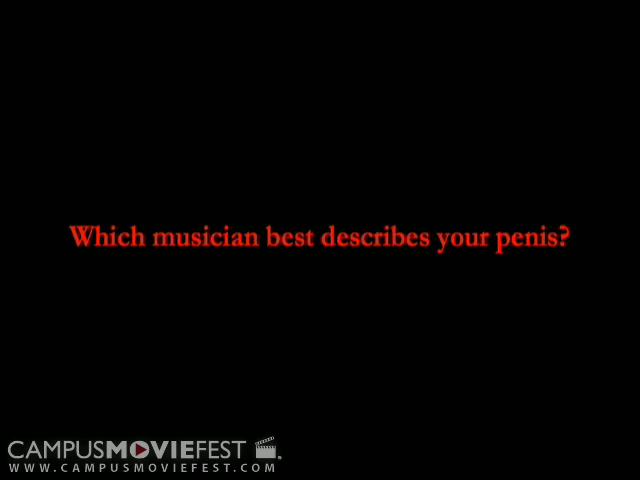 Which musician best describes your penis?
CAMPUSMOVIEFEST
WWW.CAMPUSMOVIEFEST.COM